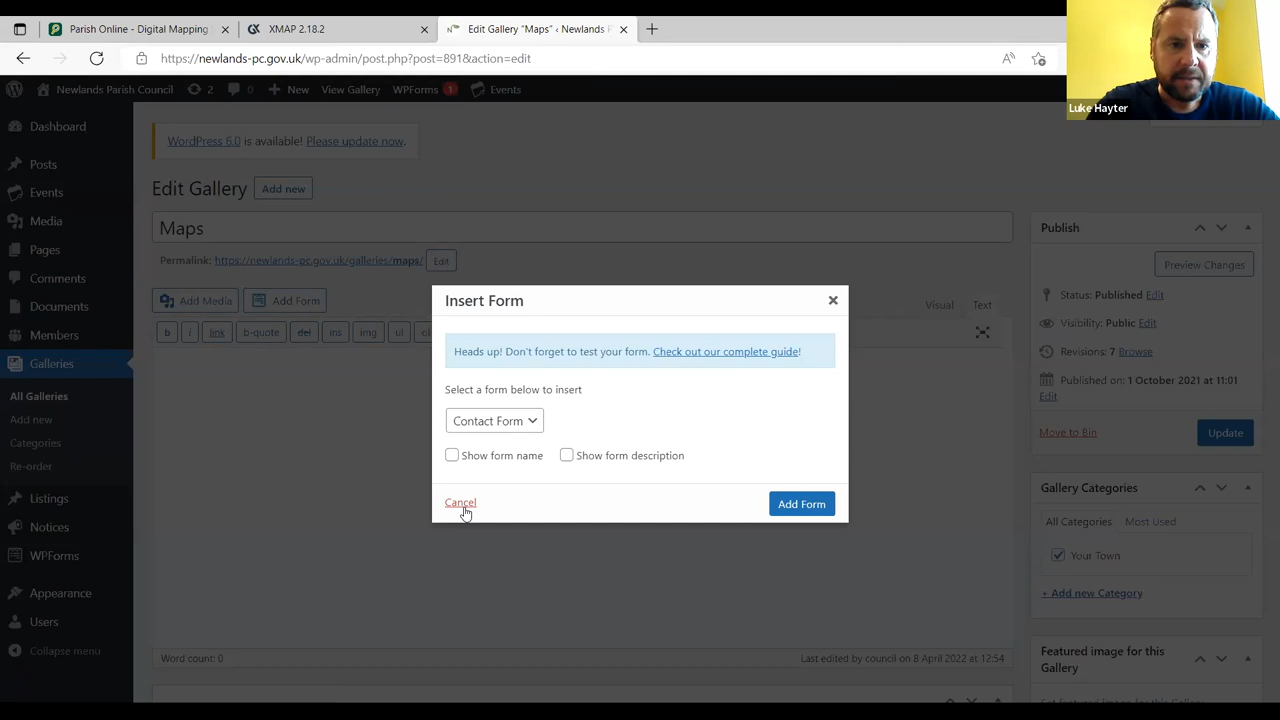 Parish Online - Digital Mapping
XMAP 2.18.2
Edit Gallery "Maps" ‹ Newlands
https://newlands-pc.gov.uk/wp-admin/post.php?post=891&action=edit
Luke Hayter
Newlands Parish Council
2
0
New
View Gallery
WPForms
1
Events
Dashboard
Posts
Events
Media
Pages
Comments
Documents
Members
Galleries
All Galleries
Add new
Categories
Re-order
Listings
Notices
WPForms
Appearance
Users
Collapse menu
WordPress 6.0 is available! Please update now.
Edit Gallery
Add new
Maps
Permalink: https://newlands-pc.gov.uk/galleries/maps/
Edit
Add Media
Add Form
Visual
Text
b
i
link
b-quote
del
ins
img
ul
Insert Form
Heads up! Don't forget to test your form. Check out our complete guide!
Select a form below to insert
Contact Form
Show form name
Show form description
Cancel
Add Form
Word count: 0
Last edited by council on 8 April 2022 at 12:54
Publish
Preview Changes
Status: Published Edit
Visibility: Public Edit
Revisions: 7 Browse
Published on: 1 October 2021 at 11:01
Edit
Move to Bin
Update
Gallery Categories
All Categories
Most Used
Your Town
+ Add new Category
Featured image for this
Gallery